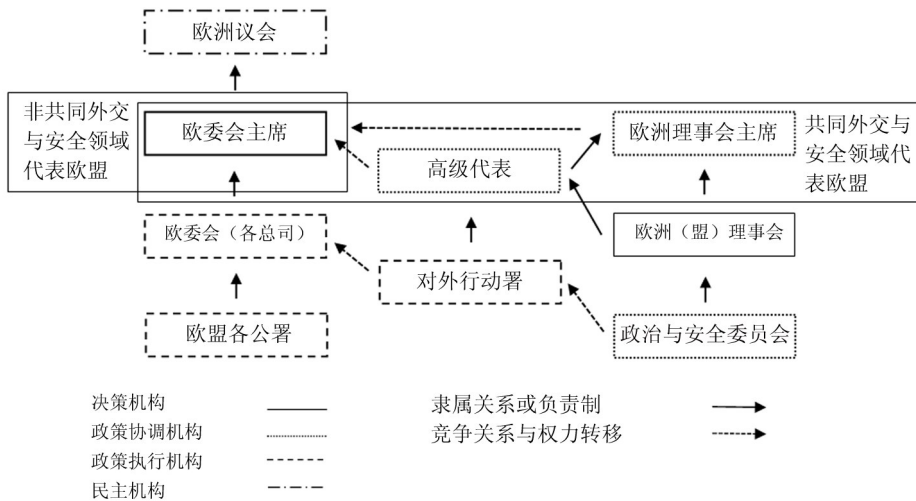 欧洲议会
非共同外交
与安全领域
代表欧盟
欧委会主席
欧洲理事会主席
共同外交与
安全领域代
表欧盟
高级代表
欧委会（各总司）
欧洲（盟）理事会
对外行动署
欧盟各公署
政治与安全委员会
决策机构
政策协调机构
政策执行机构
民主机构
隶属关系或负责制
竞争关系与权力转移